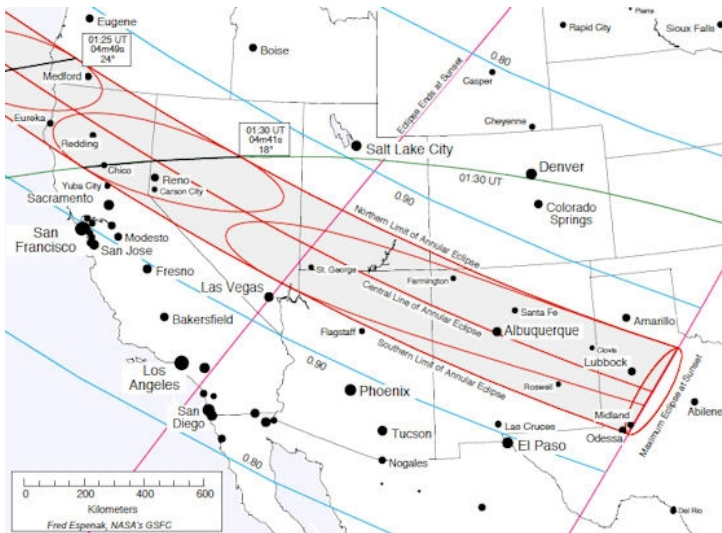 Eugene
Boise
Rapid City
Pierre
Sioux Falls
01:25 UT
04m49s
24°
Medford
0.80
Casper
Eclipse Ends at Sunset
Eureka
Redding
01:30 UT
04m41s
18°
Cheyenne
Salt Lake City
Chico
Reno
Yuba City
Carson City
Denver
01:30 UT
Sacramento
0.90
Colorado
Springs
San
Francisco
Modesto
San Jose
Northern Limit of Annular Eclipse
Fresno
St. George
Farmington
Las Vegas
Central Line of Annular Eclipse
Santa Fe
Bakersfield
Flagstaff
Albuquerque
Amarillo
Southern Limit of Annular Eclipse
Clovis
Los
Angeles
0.90
Lubbock
Roswell
Phoenix
Maximum Eclipse at Sunset
San
Diego
Midland
Abilene
Las Cruces
Tucson
Odessa
El Paso
0.80
Nogales
0 200 400 600
Kilometers
Fred Espenak, NASA's GSFC
Del Rio